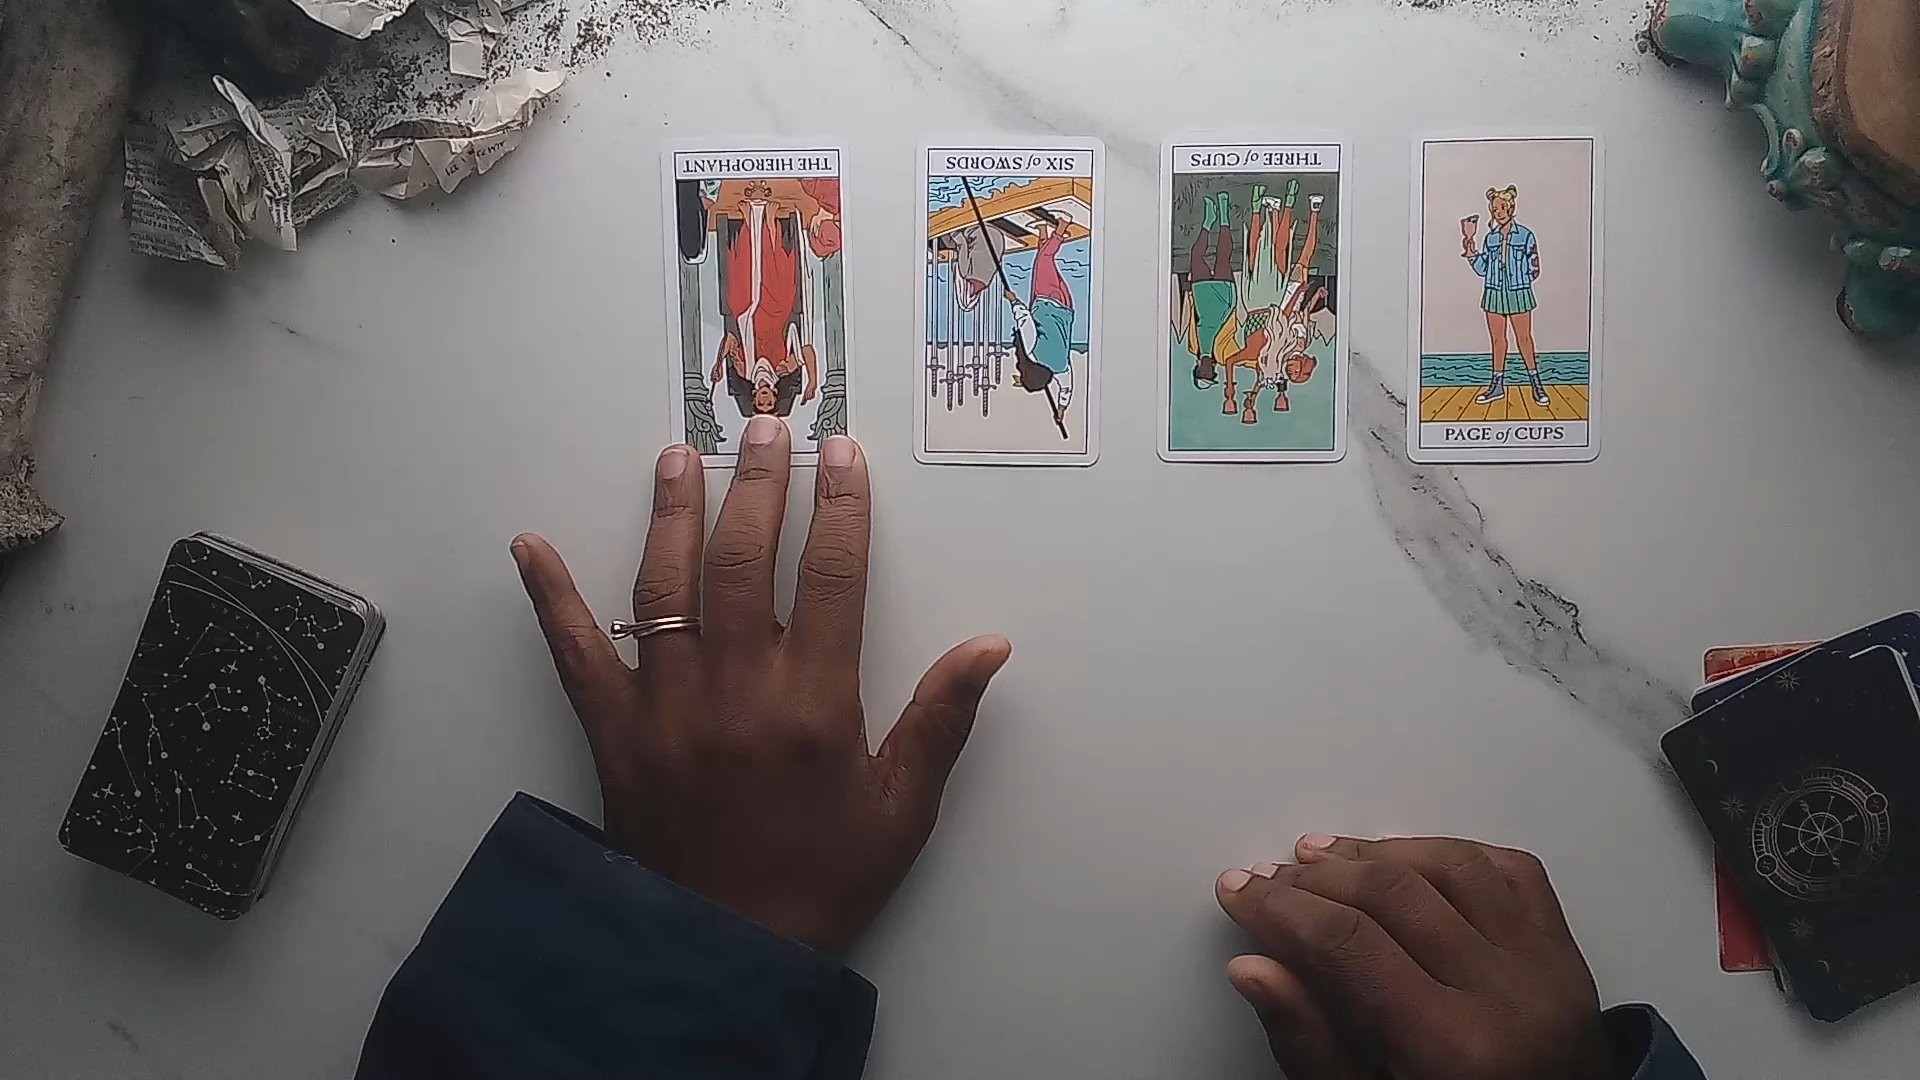 THE HIEROPHANT
SIX of SWORDS
THREE of CUPS
PAGE of CUPS